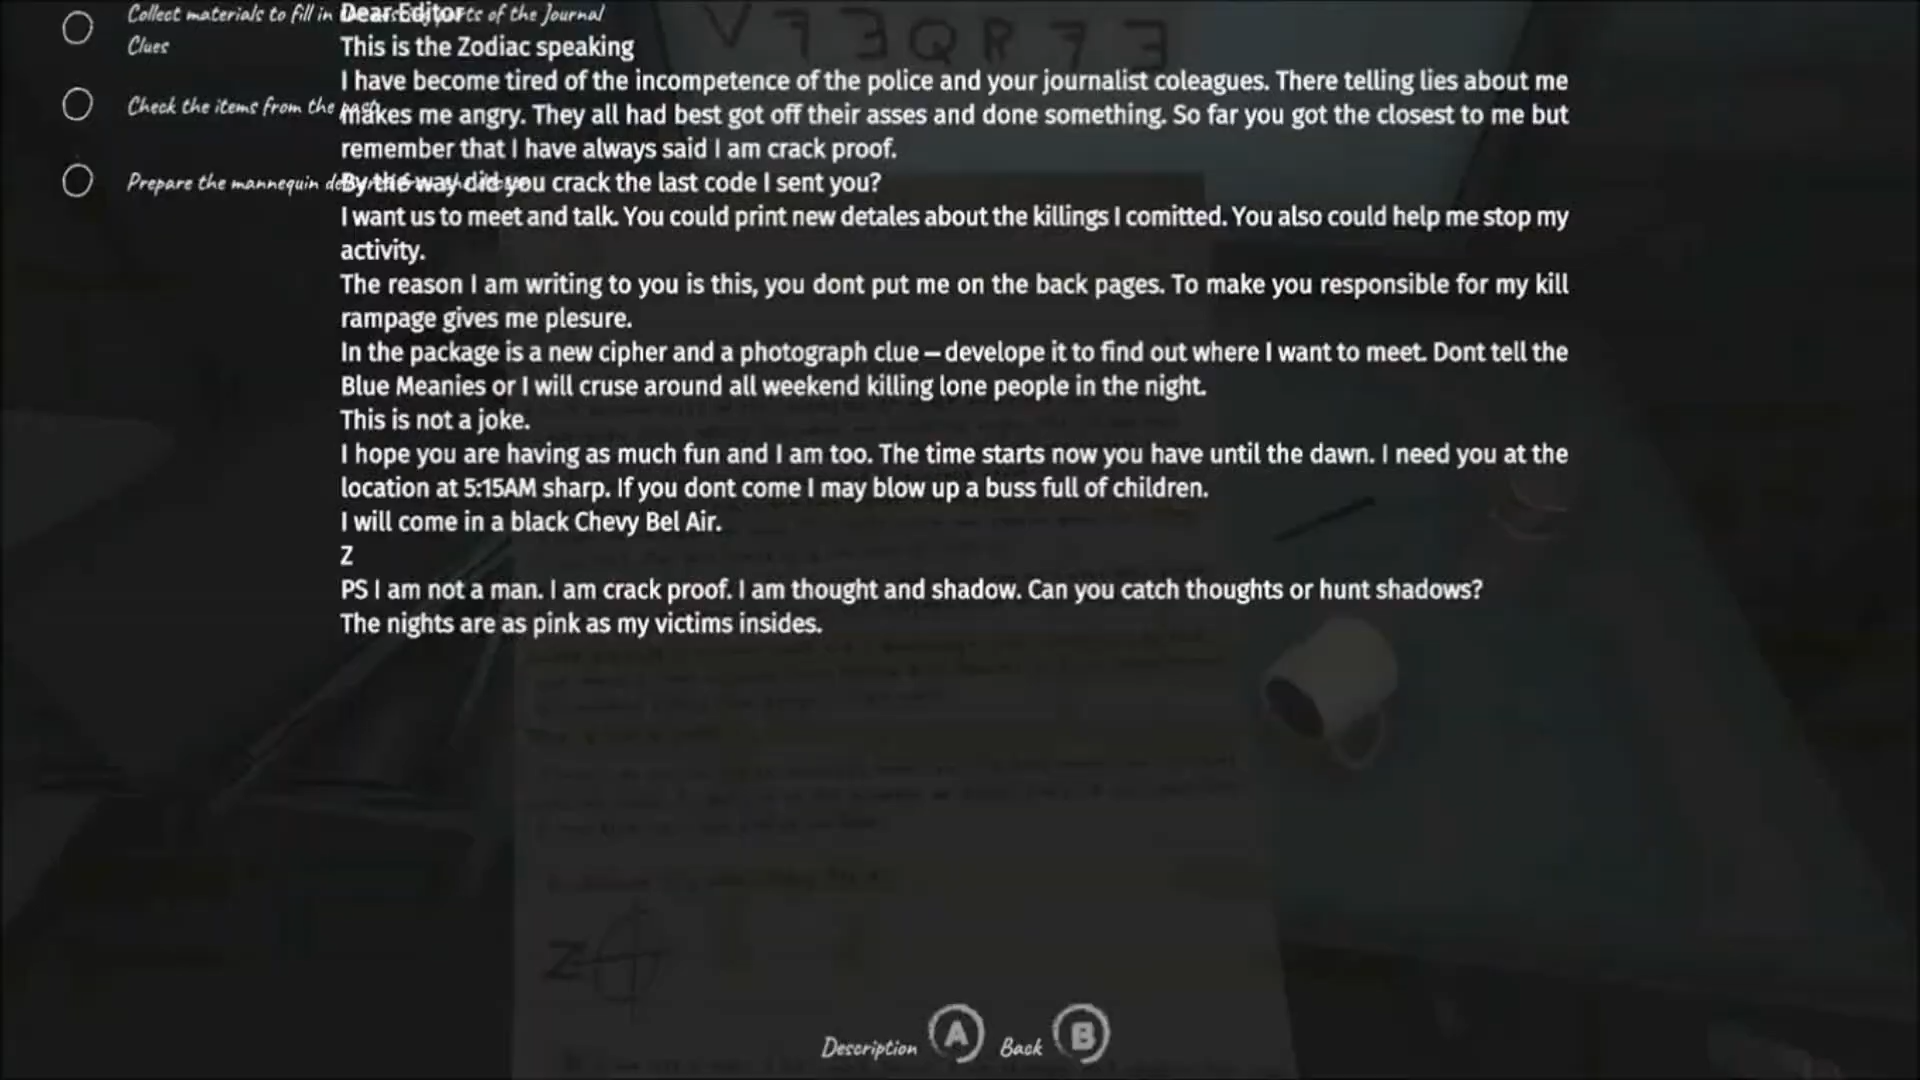 Collect materials to fill in
Clues
Check the items from the past
Prepare the mannequin
V73QR73
Dear Editor
This is the Zodiac speaking
I have become tired of the incompetence of the police and your journalist coleagues. There telling lies about me
makes me angry. They all had best got off their asses and done something. So far you got the closest to me but
remember that I have always said I am crack proof.
By the way did you crack the last code I sent you?
I want us to meet and talk. You could print new detales about the killings I comitted. You also could help me stop my
activity.
The reason I am writing to you is this, you dont put me on the back pages. To make you responsible for my kill
rampage gives me plesure.
In the package is a new cipher and a photograph clue – develope it to find out where I want to meet. Dont tell the
Blue Meanies or I will cruse around all weekend killing lone people in the night.
This is not a joke.
I hope you are having as much fun and I am too. The time starts now you have until the dawn. I need you at the
location at 5:15AM sharp. If you dont come I may blow up a buss full of children.
I will come in a black Chevy Bel Air.
Z
PS I am not a man. I am crack proof. I am thought and shadow. Can you catch thoughts or hunt shadows?
The nights are as pink as my victims insides.
Z
Description A Back B